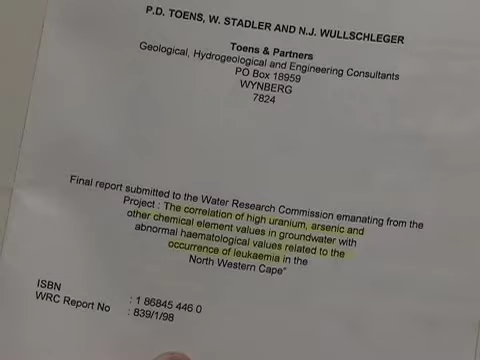 P.D. TOENS, W. STADLER AND N.J. WULLSCHLEGER
Toens & Partners
Geological, Hydrogeological and Engineering Consultants
PO Box 18959
WYNBERG
7824
Final report submitted to the Water Research Commission emanating from the
Project : The correlation of high uranium, arsenic and
other chemical element values in groundwater with
abnormal haematological values related to the
occurrence of leukaemia in the
North Western Cape"
ISBN : 1 86845 446 0
WRC Report No : 839/1/98